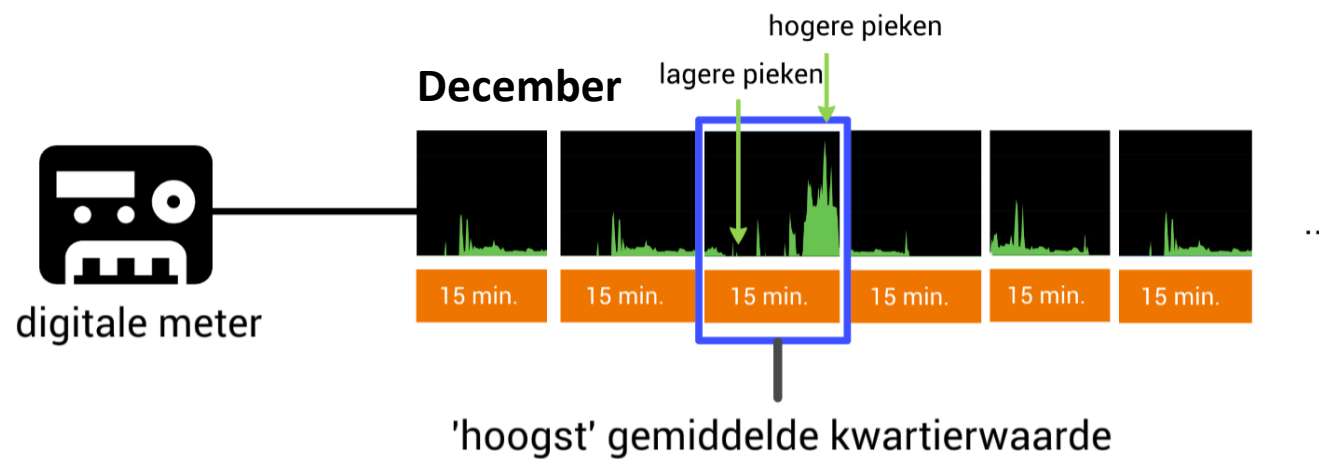 hogere pieken
lagere pieken
December
15 min.
15 min.
15 min.
15 min.
15 min.
15 min.
..
digitale meter
'hoogst' gemiddelde kwartierwaarde